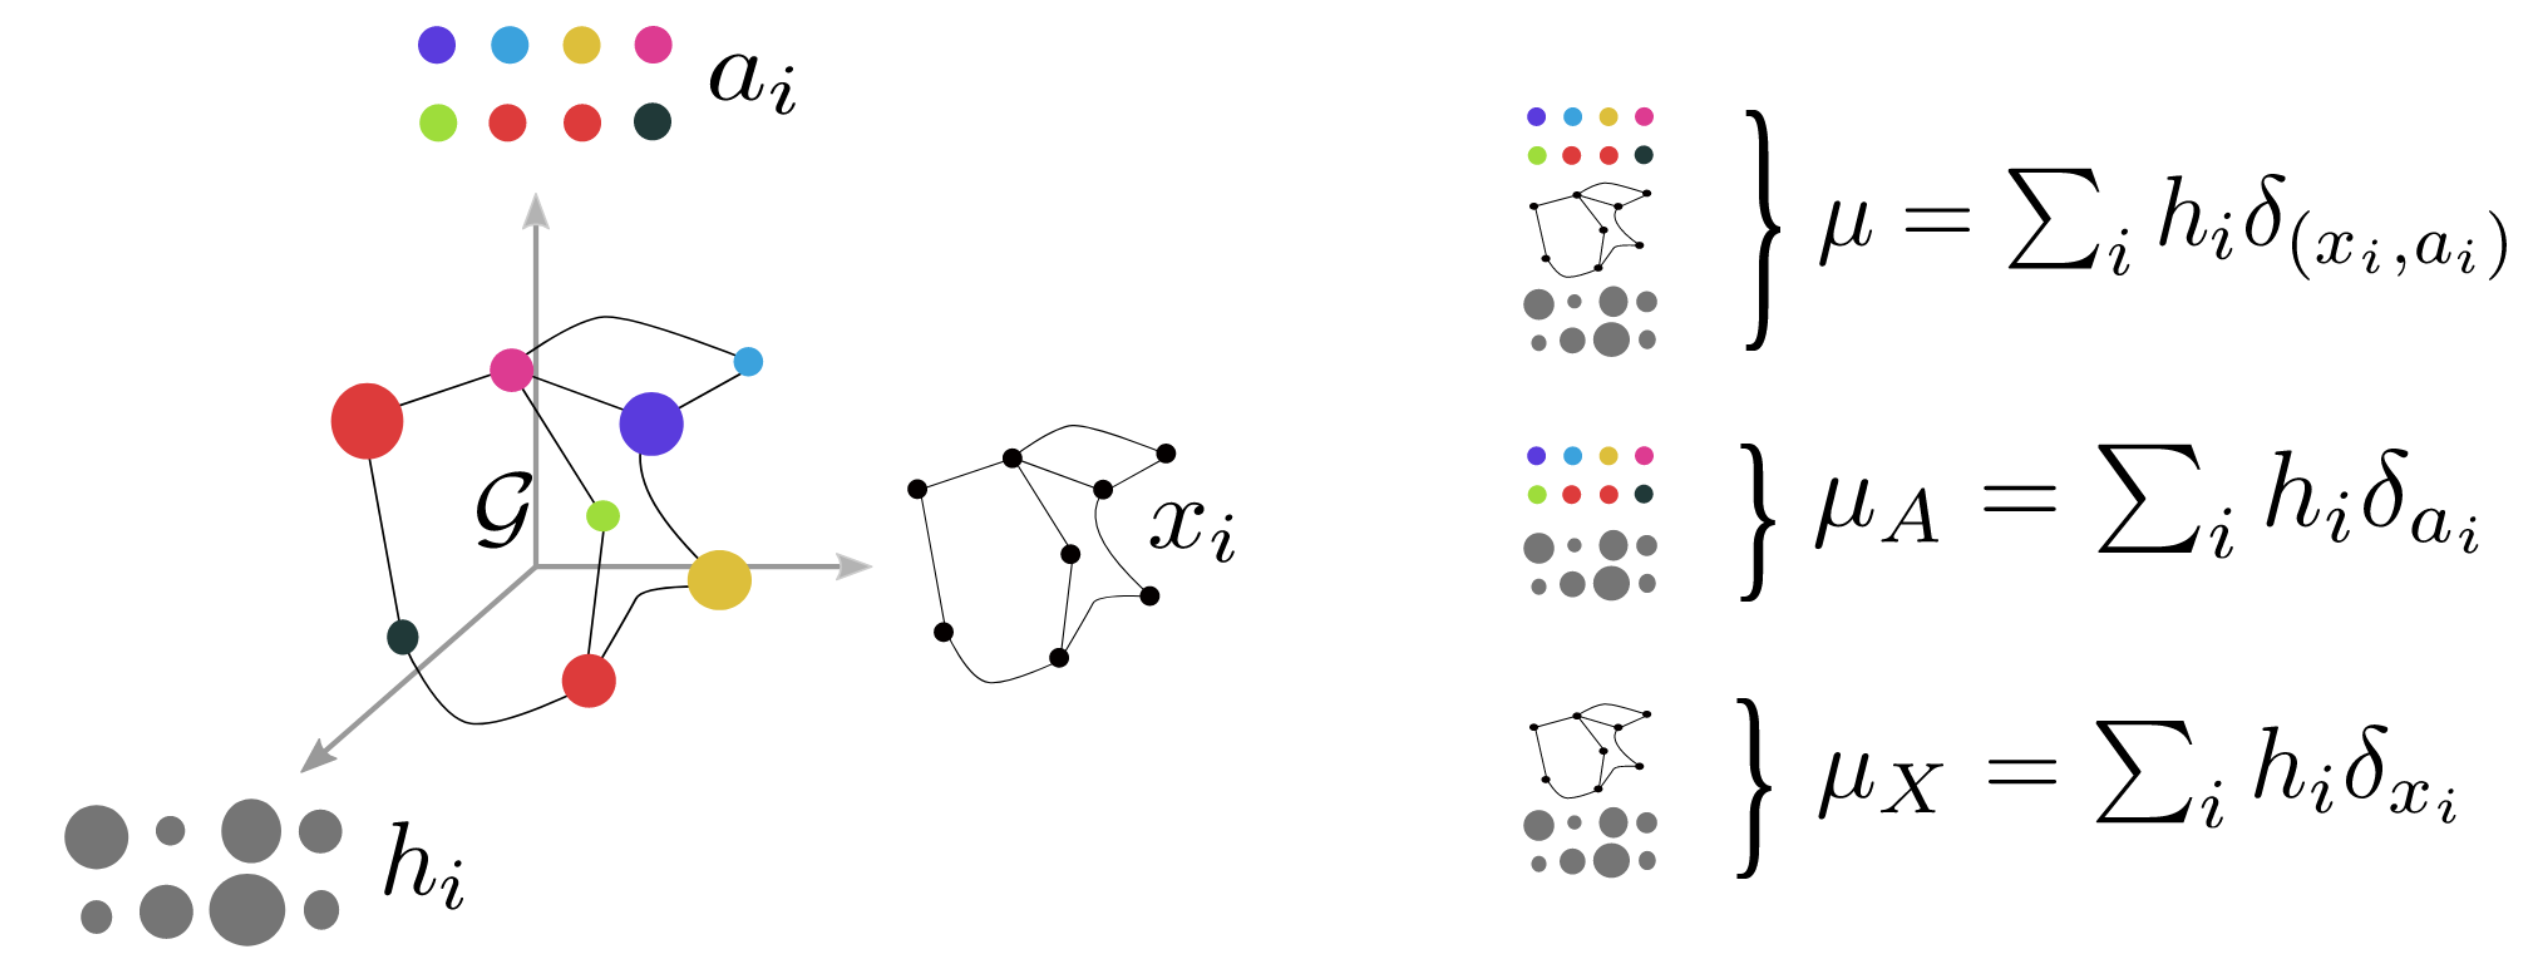 a_i
𝒢
x_i
h_i
μ = ∑_i h_i δ_(x_i,a_i)
μ_A = ∑_i h_i δ_{a_i}
μ_X = ∑_i h_i δ_{x_i}